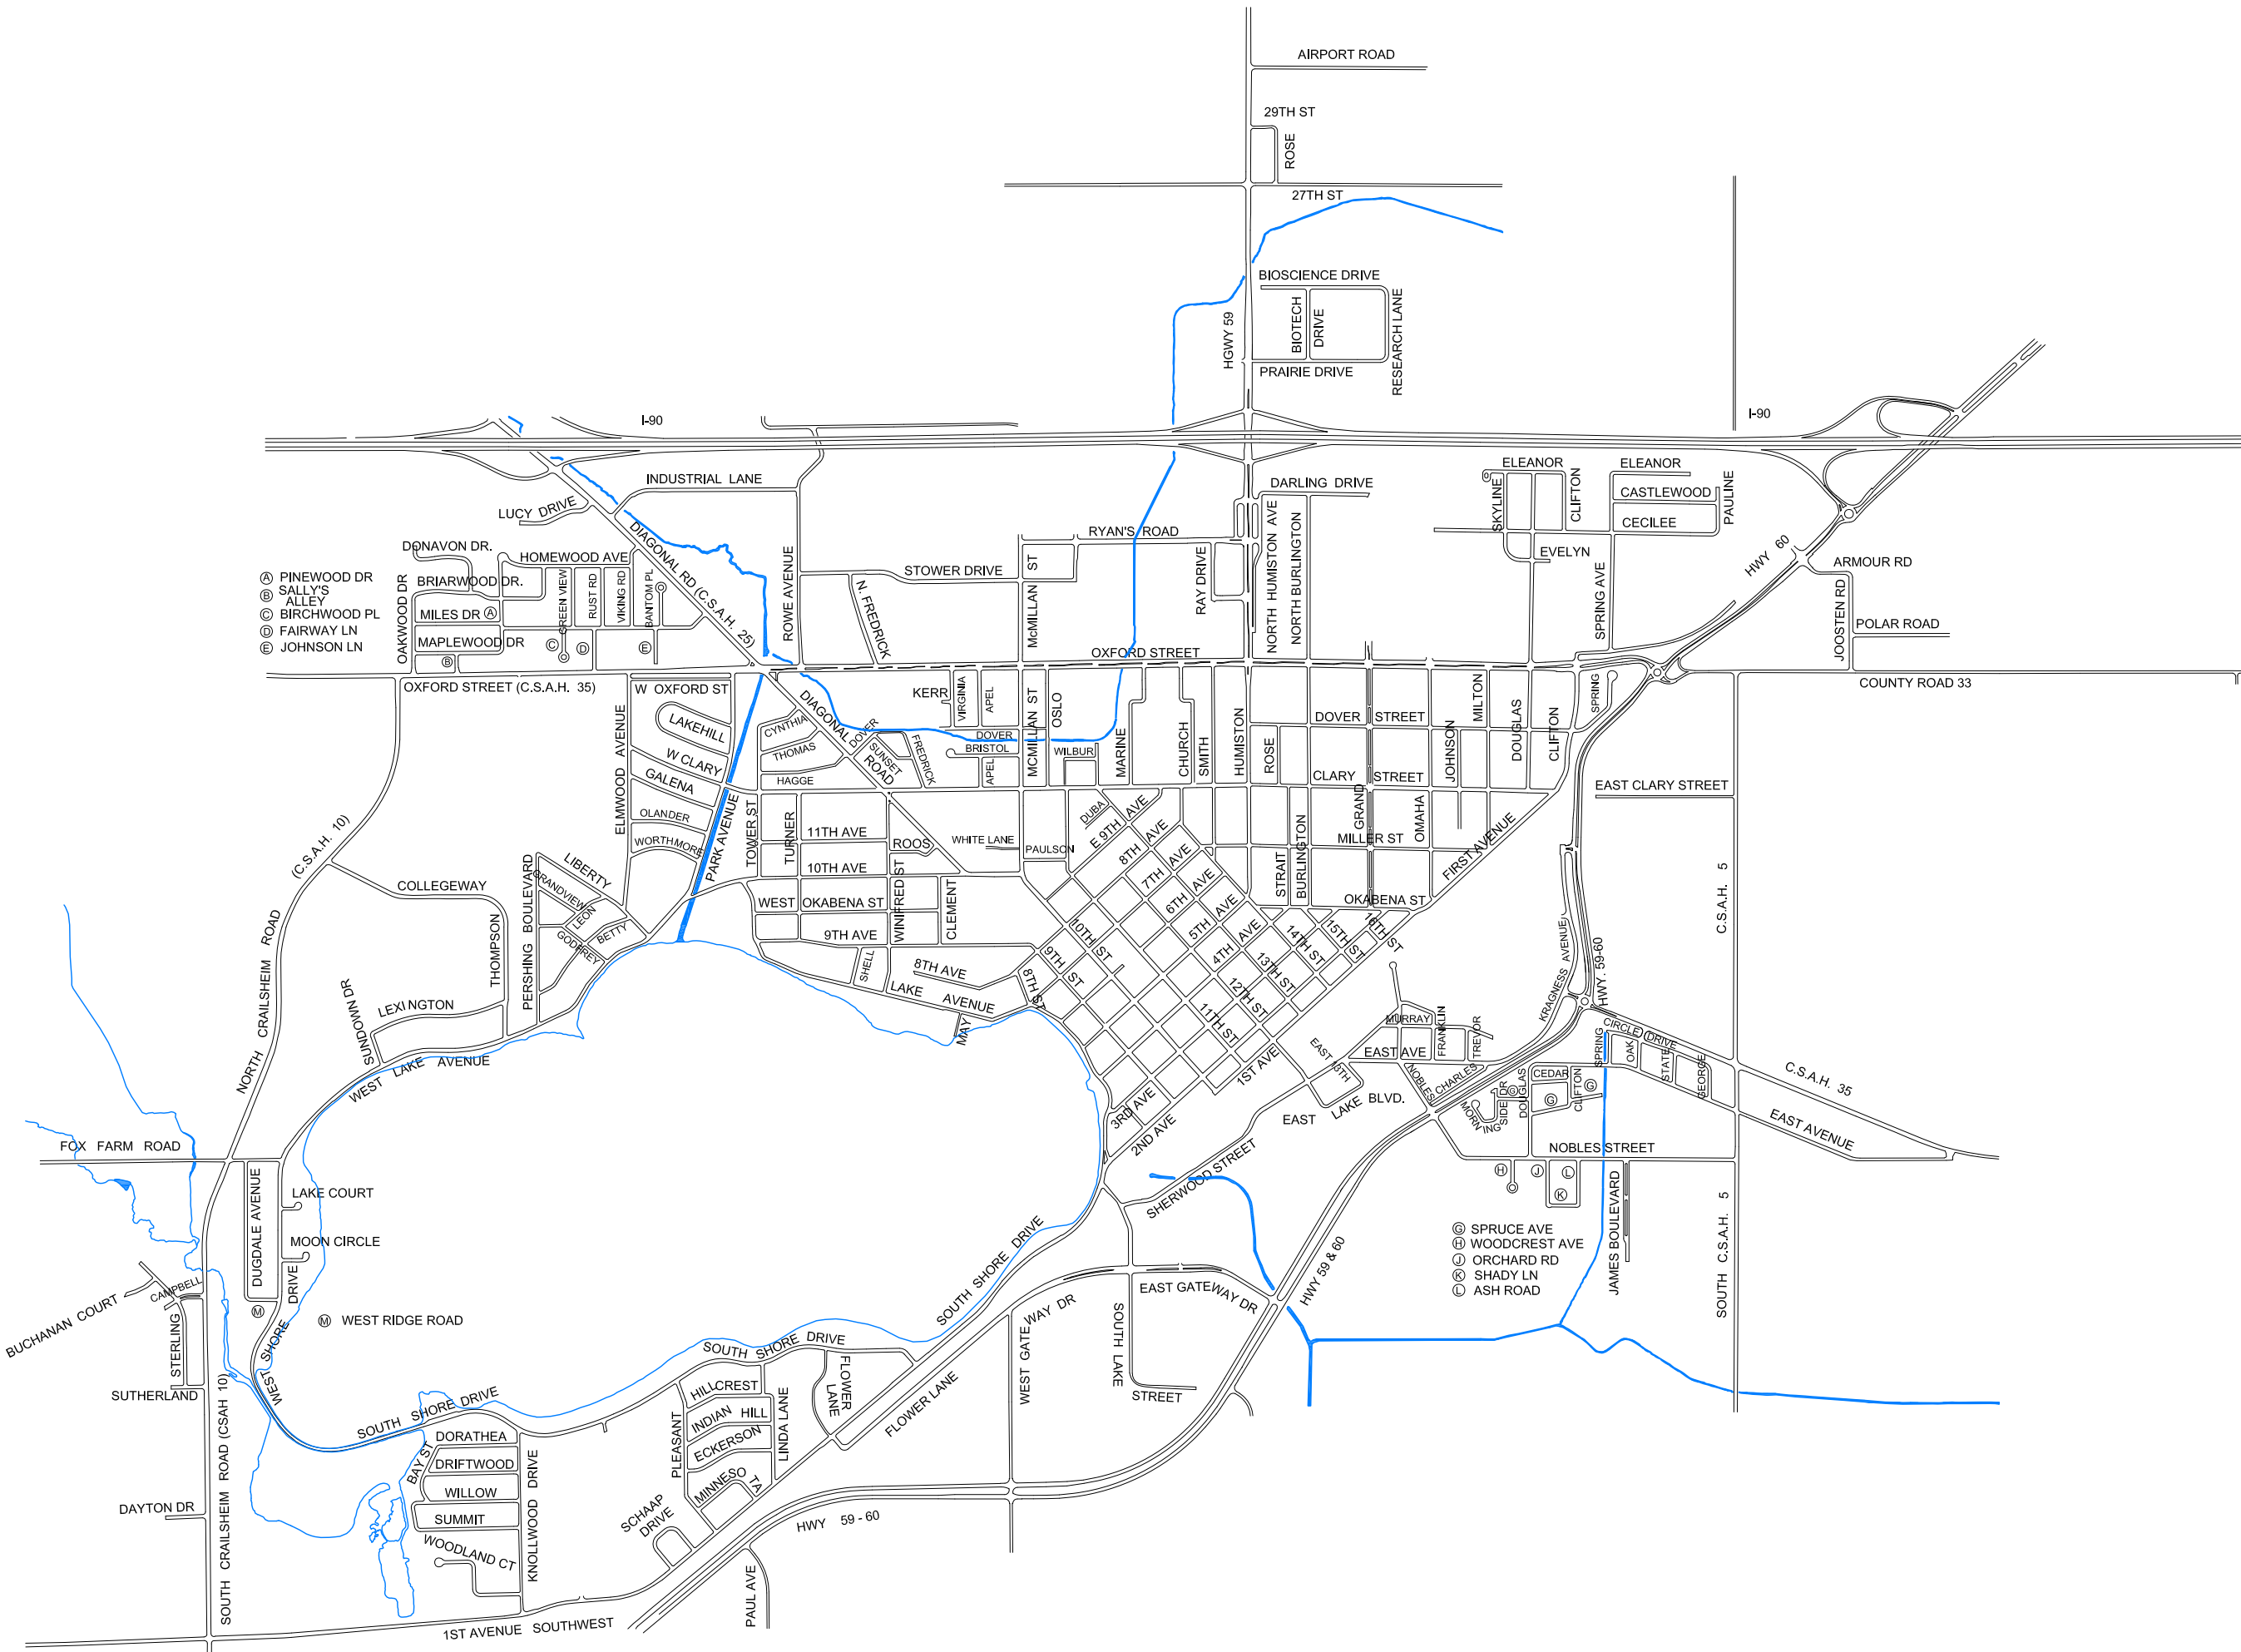 AIRPORT ROAD
29TH ST
ROSE
27TH ST
BIOSCIENCE DRIVE
BIOTECH
DRIVE
RESEARCH LANE
HGWY 59
PRAIRIE DRIVE
I-90
I-90
INDUSTRIAL LANE
LUCY DRIVE
DARLING DRIVE
ELEANOR
ELEANOR
CLIFTON
SKYLINE
CASTLEWOOD
CECILEE
PAULINE
EVELYN
HWY 60
ARMOUR RD
JOOSTEN RD
POLAR ROAD
SPRING AVE
DIAGONAL RD (C.S.A.H. 25)
DONAVON DR.
HOMEWOOD AVE
BRIARWOOD DR.
MILES DR A
MAPLEWOOD DR
OAKWOOD DR
GREEN VIEW
RUST RD
VIKING RD
BANTOM PL
A PINEWOOD DR
B SALLY'S
ALLEY
C BIRCHWOOD PL
D FAIRWAY LN
E JOHNSON LN
B
C
D
E
ROWE AVENUE
STOWER DRIVE
N. FREDRICK
McMILLAN ST
RYAN'S ROAD
RAY DRIVE
NORTH HUMISTON AVE
NORTH BURLINGTON
OXFORD STREET
OXFORD STREET (C.S.A.H. 35)
COUNTY ROAD 33
W OXFORD ST
LAKEHILL
W CLARY
GALENA
OLANDER
WORTHMORE
ELMWOOD AVENUE
PARK AVENUE
CYNTHIA
THOMAS
HAGGE
DIAGONAL
ROAD
DOVER
SUNSET
FREDRICK
KERR
VIRGINIA
APEL
DOVER
BRISTOL
APEL
MCMILLAN ST
OSLO
WILBUR
MARINE
CHURCH
SMITH
HUMISTON
ROSE
DOVER STREET
CLARY STREET
GRAND
JOHNSON
MILTON
DOUGLAS
CLIFTON
SPRING
OMAHA
MILLER ST
FIRST AVENUE
EAST CLARY STREET
C.S.A.H. 5
TOWER ST
TURNER
11TH AVE
10TH AVE
ROOS
WHITE LANE
PAULSON
DUBA
E 9TH AVE
8TH AVE
7TH AVE
6TH AVE
5TH AVE
4TH AVE
STRAIT
BURLINGTON
OKABENA ST
WEST OKABENA ST
WINIFRED ST
CLEMENT
9TH AVE
SHELL
8TH AVE
LAKE AVENUE
MAY
8TH ST
9TH ST
10TH ST
11TH ST
12TH ST
13TH ST
14TH ST
15TH ST
16TH ST
1ST AVE
2ND AVE
3RD AVE
(C.S.A.H. 10)
NORTH CRAILSHEIM ROAD
COLLEGEWAY
THOMPSON
PERSHING BOULEVARD
LIBERTY
GRANDVIEW
LEON
GODFREY
BETTY
LEXINGTON
SUNDOWN DR
WEST LAKE AVENUE
KRAGNESS AVENUE
HWY. 59-60
MURRAY
FRANKLIN
TREVOR
EAST AVE
EAST 13TH
NOBLES
CHARLES
EAST LAKE BLVD.
SHERWOOD STREET
CIRCLE DRIVE
SPRING
OAK
STATE
GEORGE
CEDAR
CLIFTON
DOUGLAS
MORN
ING
SIDE DR
G
G
G
C.S.A.H. 35
EAST AVENUE
NOBLES STREET
H
J
L
K
JAMES BOULEVARD
G SPRUCE AVE
H WOODCREST AVE
J ORCHARD RD
K SHADY LN
L ASH ROAD
SOUTH C.S.A.H. 5
HWY 59 & 60
FOX FARM ROAD
DUGDALE AVENUE
LAKE COURT
MOON CIRCLE
WEST SHORE DRIVE
M
M WEST RIDGE ROAD
BUCHANAN COURT
CAMPBELL
STERLING
SUTHERLAND
SOUTH CRAILSHEIM ROAD (CSAH 10)
DAYTON DR
SOUTH SHORE DRIVE
SOUTH SHORE DRIVE
SOUTH SHORE DRIVE
EAST GATEWAY DR
WEST GATE WAY DR
SOUTH LAKE
STREET
FLOWER
LANE
FLOWER LANE
HILLCREST
INDIAN HILL
ECKERSON
MINNESO TA
PLEASANT
LINDA LANE
SCHAAP
DRIVE
DORATHEA
DRIFTWOOD
WILLOW
SUMMIT
WOODLAND CT
BAY ST
KNOLLWOOD DRIVE
HWY 59 - 60
PAUL AVE
1ST AVENUE SOUTHWEST